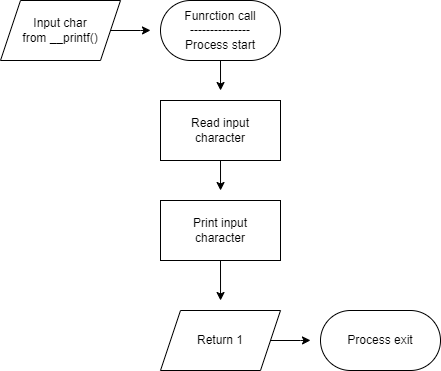 Input char
from __printf()
Funrction call
---------------
Process start
Read input
character
Print input
character
Return 1
Process exit